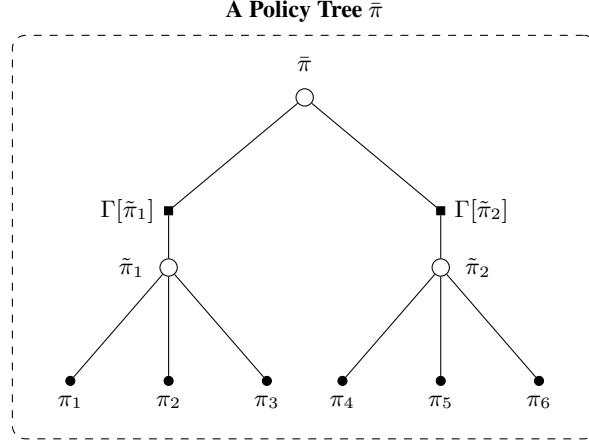 A Policy Tree π̄
π̄
Γ[π̃₁] Γ[π̃₂]
π̃₁ π̃₂
π₁ π₂ π₃ π₄ π₅ π₆